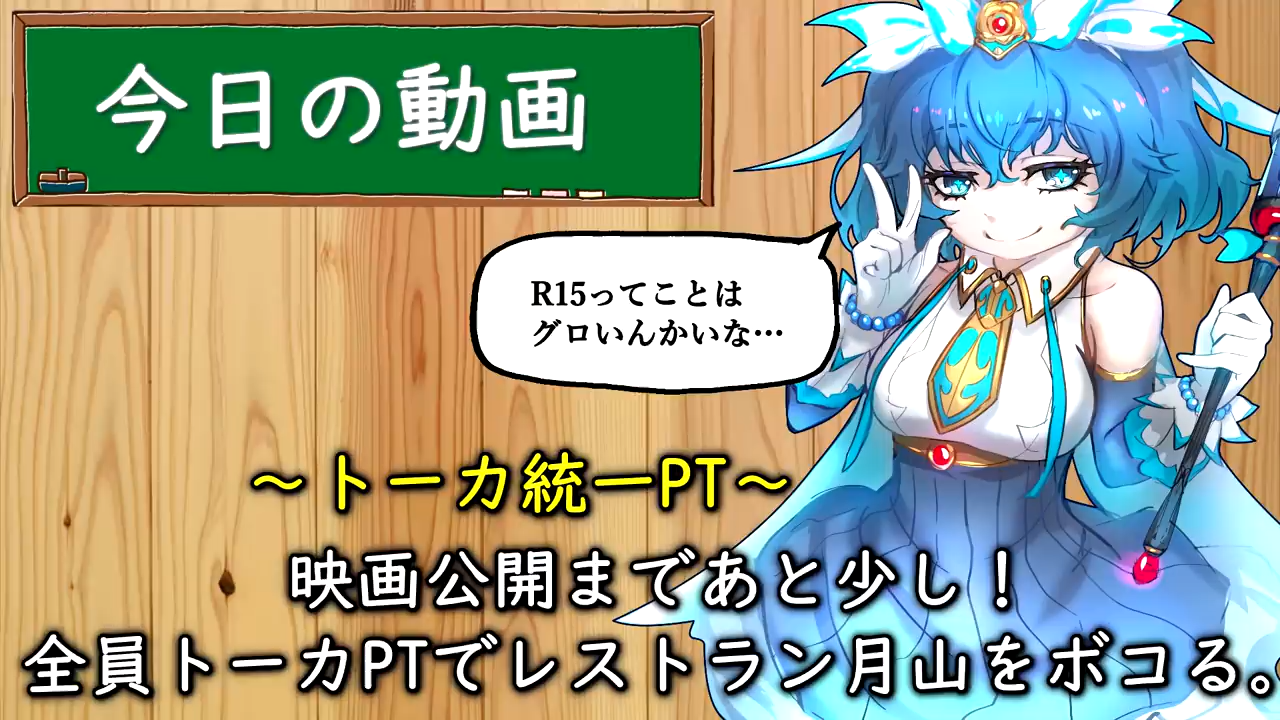 今日の動画
R15ってことは
グロいんかいな…
～トーカ統一PT～
映画公開まであと少し！
全員トーカPTでレストラン月山をボコる。